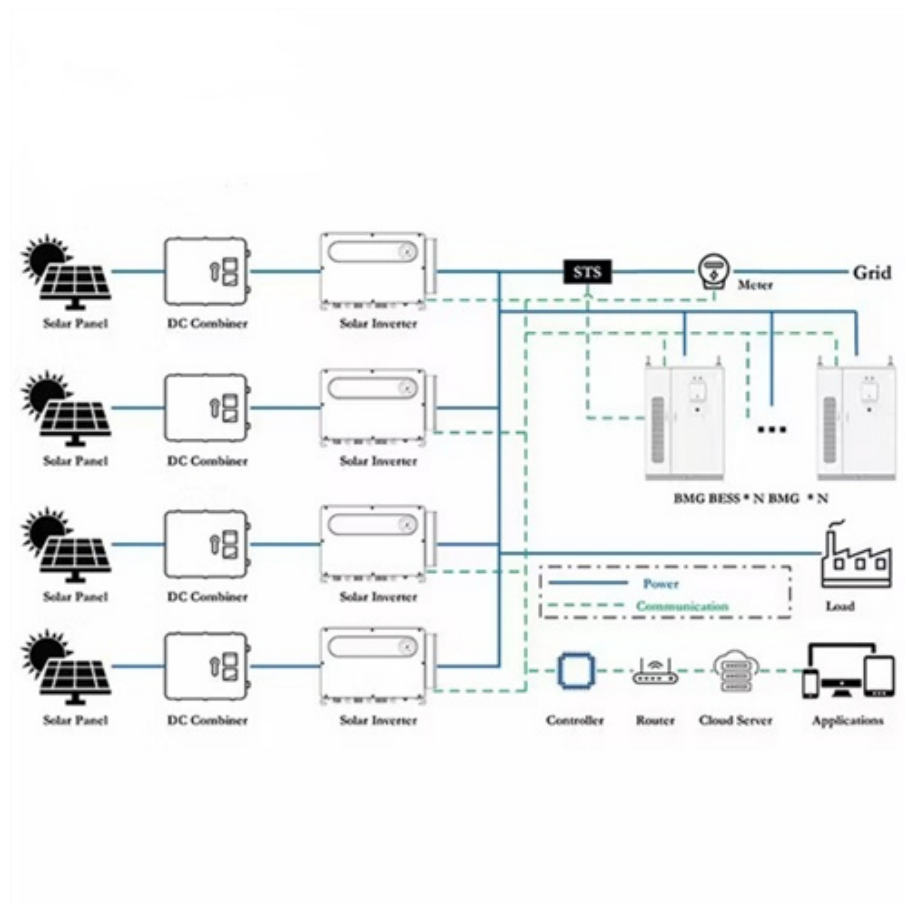 STS
Grid
Meter
Solar Panel DC Combiner Solar Inverter
Solar Panel DC Combiner Solar Inverter
BMG BESS * N BMG * N
Solar Panel DC Combiner Solar Inverter
Power
Communication
Load
Solar Panel DC Combiner Solar Inverter
Controller Router Cloud Server Applications